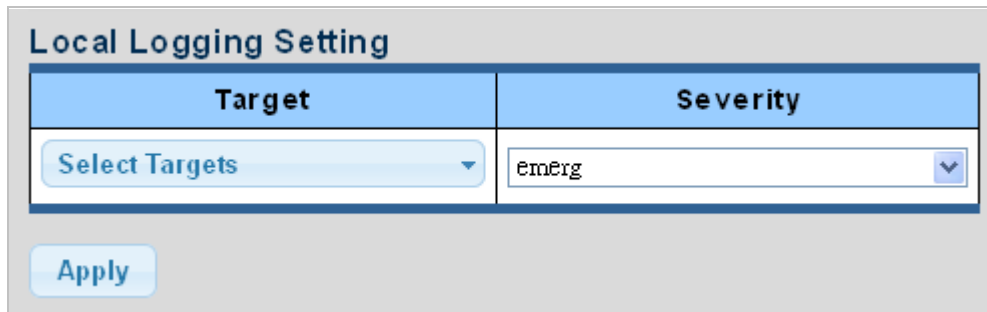 Local Logging Setting
Target Severity
Select Targets emerg
Apply